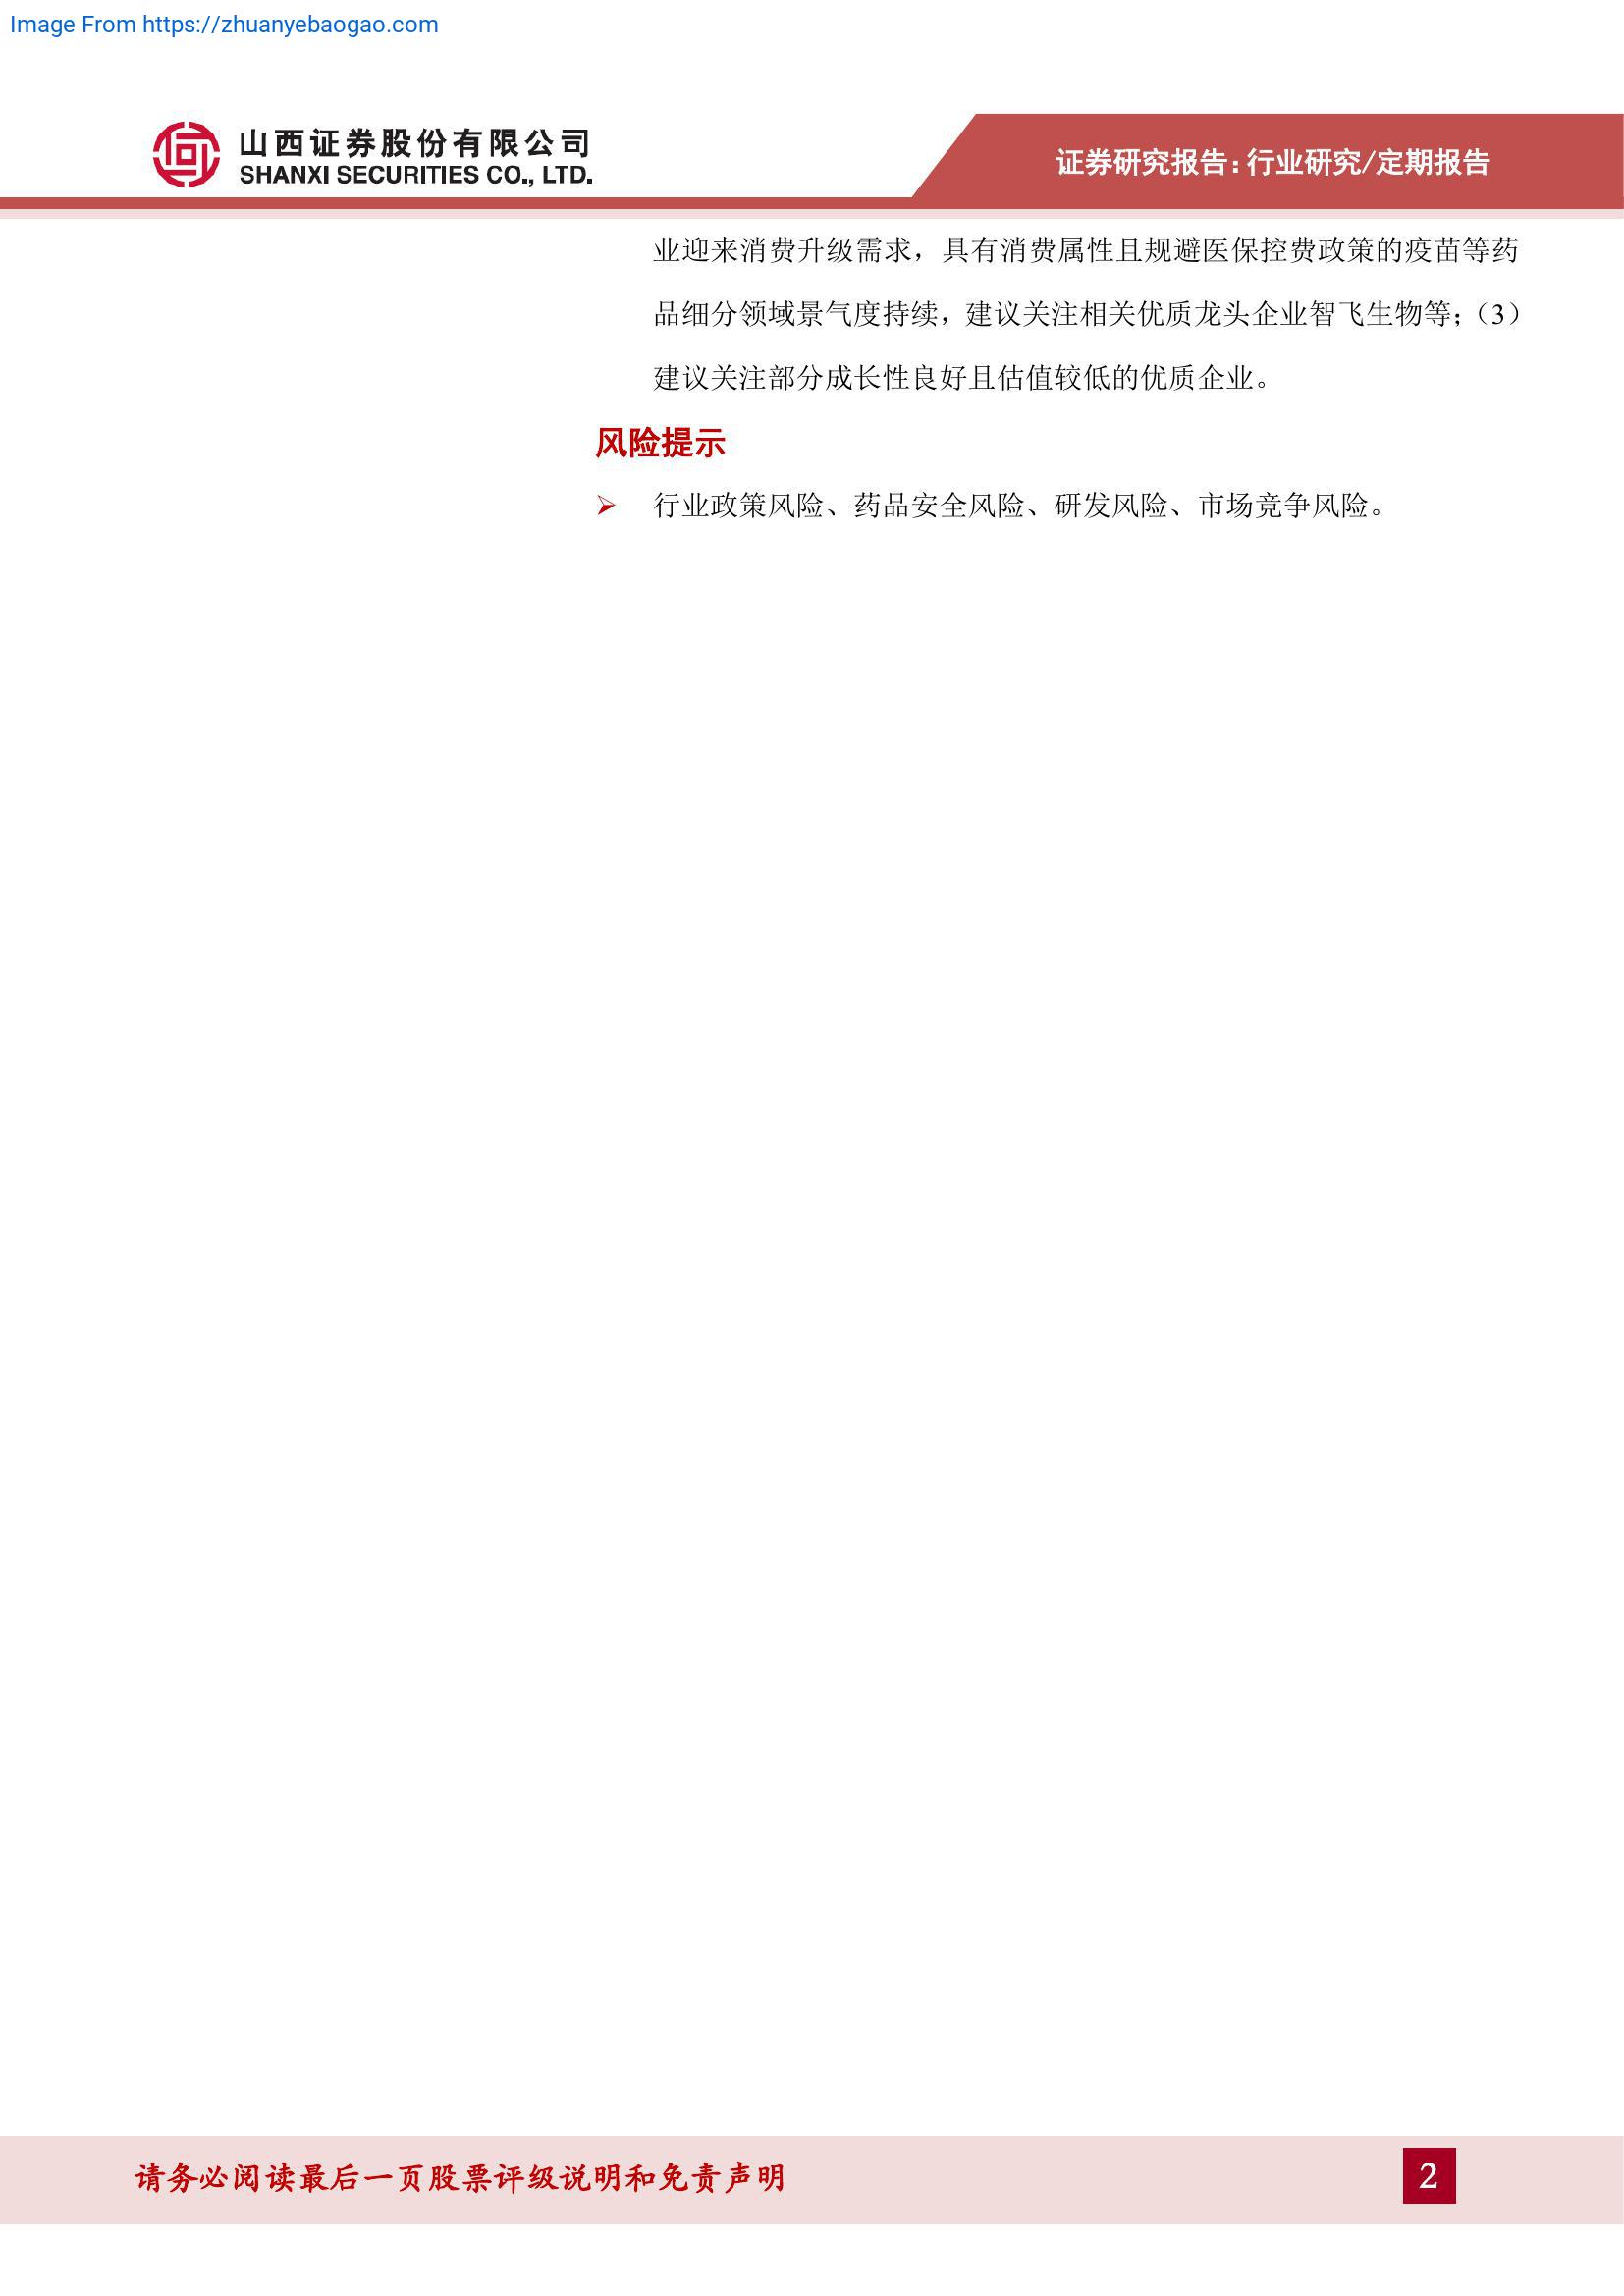 Image From https://zhuanyebaogao.com
山西证券股份有限公司
SHANXI SECURITIES CO., LTD.
证券研究报告：行业研究/定期报告
业迎来消费升级需求，具有消费属性且规避医保控费政策的疫苗等药
品细分领域景气度持续，建议关注相关优质龙头企业智飞生物等；（3）
建议关注部分成长性良好且估值较低的优质企业。
风险提示
行业政策风险、药品安全风险、研发风险、市场竞争风险。
请务必阅读最后一页股票评级说明和免责声明
2